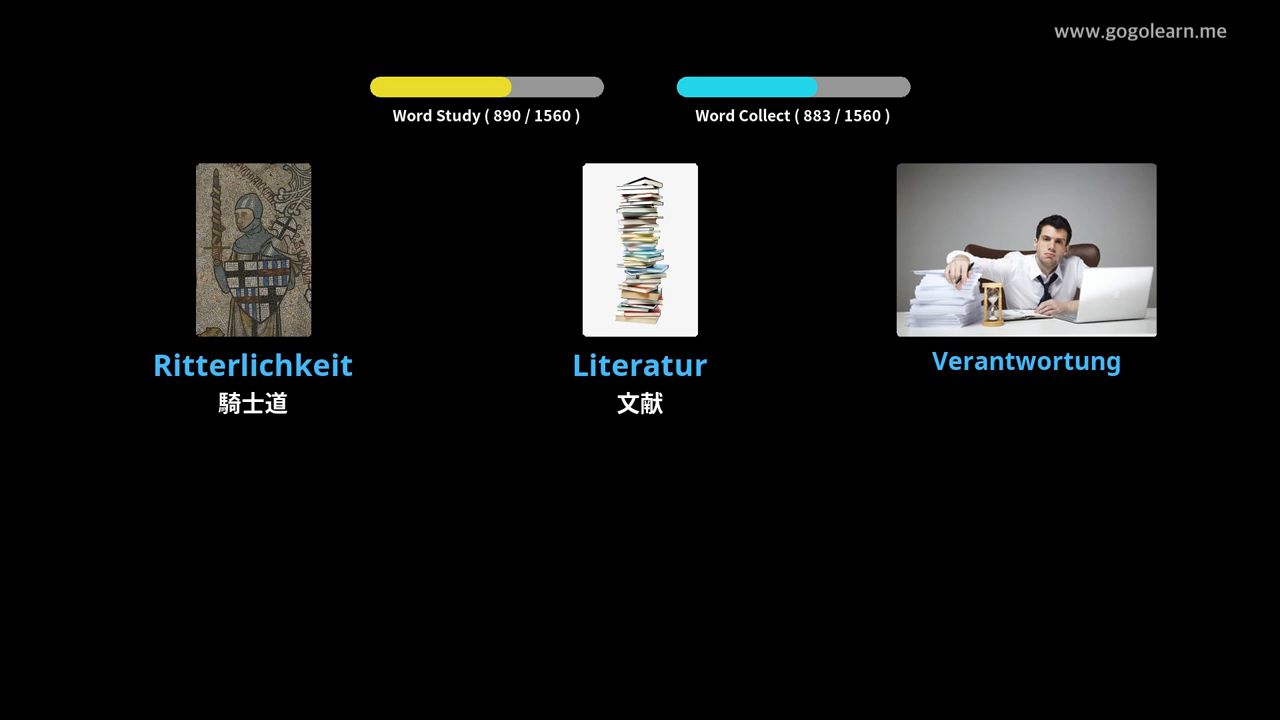 www.gogolearn.me
Word Study ( 890 / 1560 )
Word Collect ( 883 / 1560 )
Ritterlichkeit
騎士道
Literatur
文献
Verantwortung